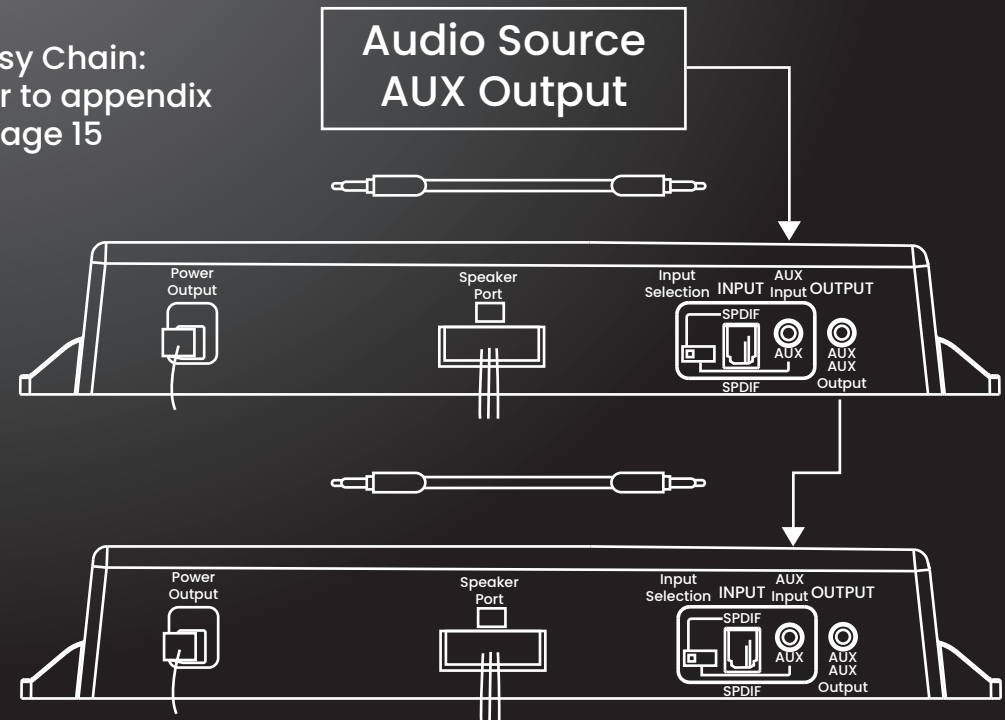 sy Chain:
r to appendix
age 15
Audio Source
AUX Output
Power
Output
Speaker
Port
Input
Selection
INPUT
AUX
Input
OUTPUT
SPDIF
AUX
SPDIF
AUX
AUX
Output
Power
Output
Speaker
Port
Input
Selection
INPUT
AUX
Input
OUTPUT
SPDIF
AUX
SPDIF
AUX
AUX
Output